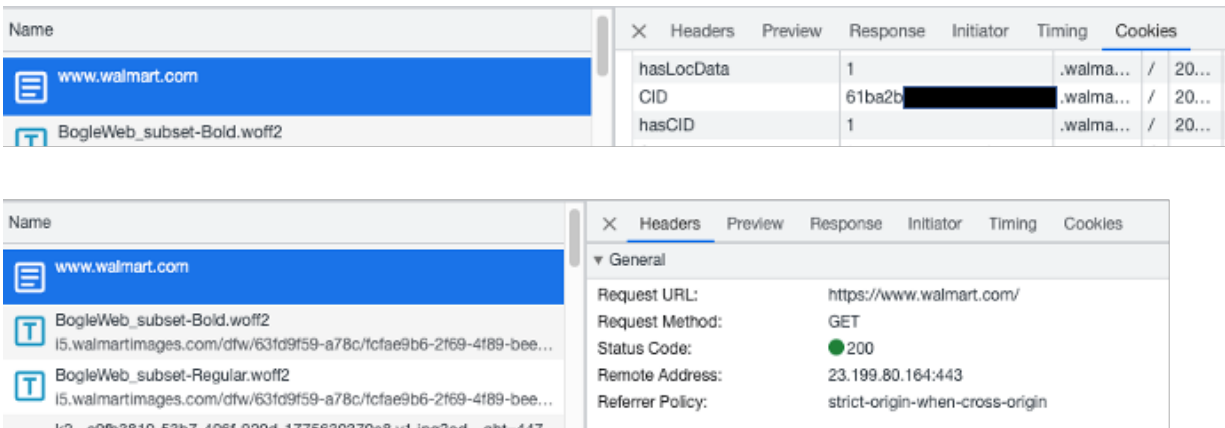 Name
www.walmart.com
BogleWeb_subset-Bold.woff2
Headers Preview Response Initiator Timing Cookies
hasLocData 1 .walma... / 20...
CID 61ba2b .walma... / 20...
hasCID 1 .walma... / 20...
Name
www.walmart.com
BogleWeb_subset-Bold.woff2
i5.walmartimages.com/dfw/63fd9f59-a78c/fcfae9b6-2f69-4f89-bee...
BogleWeb_subset-Regular.woff2
i5.walmartimages.com/dfw/63fd9f59-a78c/fcfae9b6-2f69-4f89-bee...
Headers Preview Response Initiator Timing Cookies
General
Request URL: https://www.walmart.com/
Request Method: GET
Status Code: 200
Remote Address: 23.199.80.164:443
Referrer Policy: strict-origin-when-cross-origin